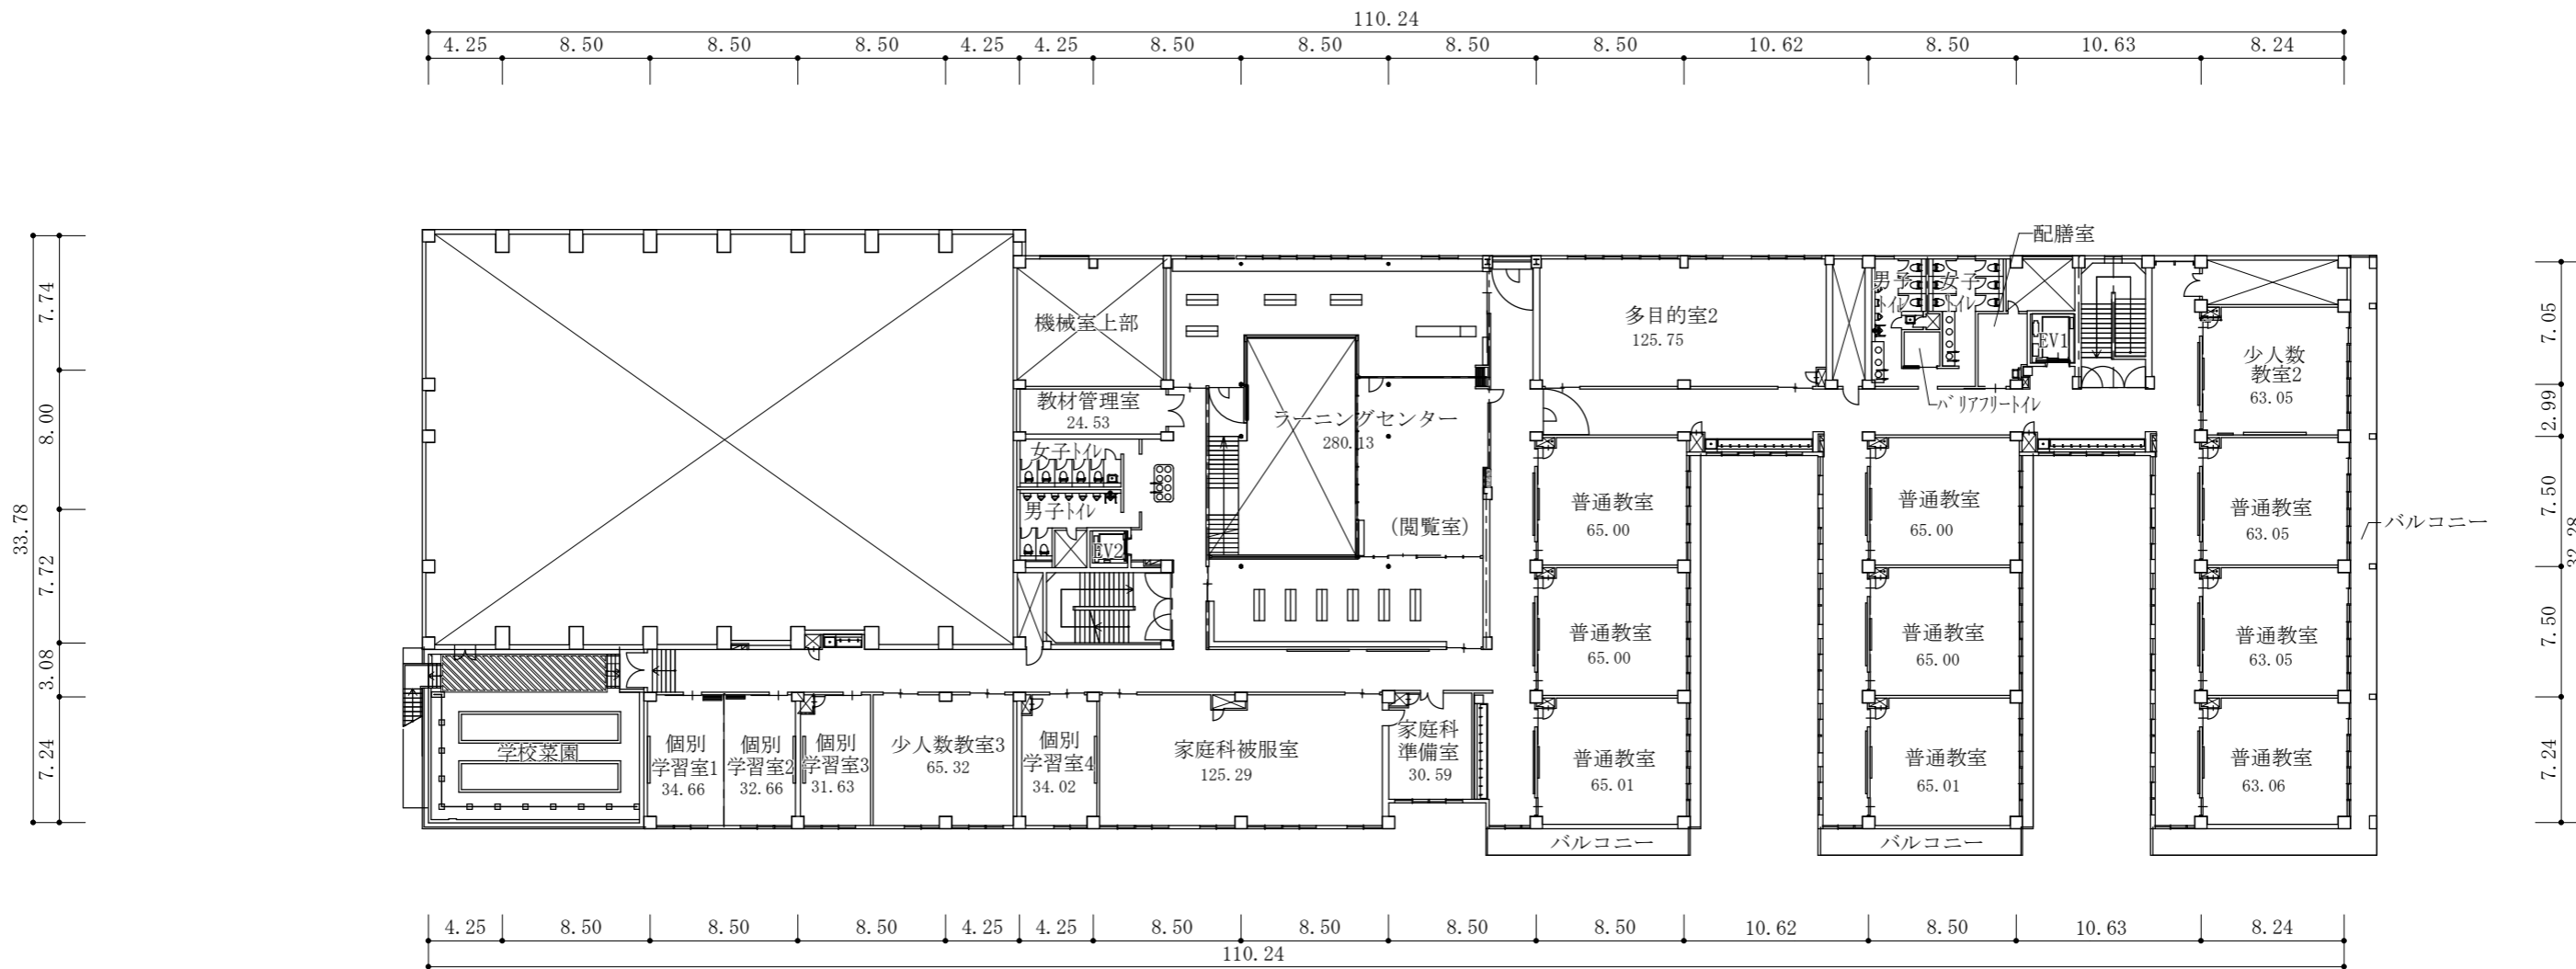 110.24
4.25 8.50 8.50 8.50 4.25 4.25 8.50 8.50 8.50 8.50 10.62 8.50 10.63 8.24
配膳室
33.78
7.74
8.00
7.72
3.08
7.24
機械室上部
教材管理室
24.53
女子トイレ
男子トイレ
EV2
ラーニングセンター
280.13
(閲覧室)
多目的室2
125.75
男子
トイレ
女子
トイレ
バリアフリートイレ
EV1
少人数
教室2
63.05
普通教室
65.00
普通教室
65.00
普通教室
63.05
バルコニー
普通教室
65.00
普通教室
65.00
普通教室
63.05
普通教室
65.01
普通教室
65.01
普通教室
63.06
学校菜園
個別
学習室1
34.66
個別
学習室2
32.66
個別
学習室3
31.63
少人数教室3
65.32
個別
学習室4
34.02
家庭科被服室
125.29
家庭科
準備室
30.59
バルコニー
バルコニー
7.05
2.99
7.50
7.50
7.24
32.28
4.25 8.50 8.50 8.50 4.25 4.25 8.50 8.50 8.50 8.50 10.62 8.50 10.63 8.24
110.24